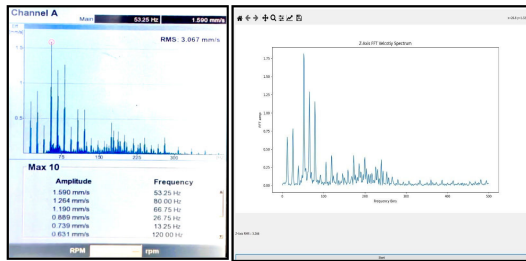 Channel A
Main 53.25 Hz 1.590 mm/s
RMS: 3.067 mm/s
1.5
1
0.5
75 150 225 300
Max 10
Amplitude Frequency
1.590 mm/s 53.25 Hz
1.264 mm/s 80.00 Hz
1.190 mm/s 66.75 Hz
0.889 mm/s 26.75 Hz
0.739 mm/s 13.25 Hz
0.631 mm/s 120.00 Hz
RPM rpm
Z-Axis FFT Velocity Spectrum
1.75
1.50
1.25
1.00
0.75
0.50
0.25
0.00
0 100 200 300 400 500
Frequency Bins